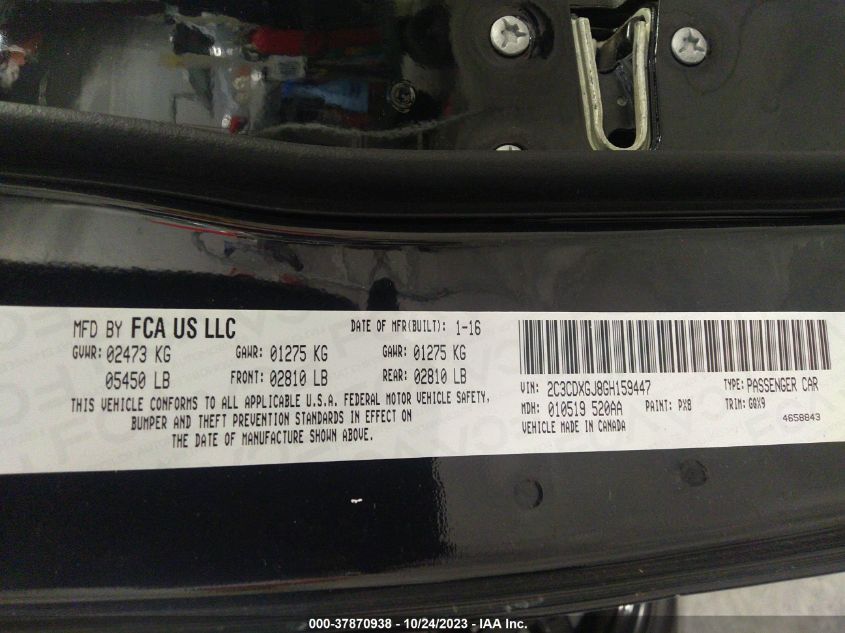 MFD BY FCA US LLC DATE OF MFR(BUILT): 1-16
GVWR: 02473 KG GAWR: 01275 KG GAWR: 01275 KG
05450 LB FRONT: 02810 LB REAR: 02810 LB
THIS VEHICLE CONFORMS TO ALL APPLICABLE U.S.A. FEDERAL MOTOR VEHICLE SAFETY,
BUMPER AND THEFT PREVENTION STANDARDS IN EFFECT ON
THE DATE OF MANUFACTURE SHOWN ABOVE.
VIN: 2C3CDXGJ8GH159447 TYPE: PASSENGER CAR
MDH: 010519 520AA PAINT: PX8 TRIM: GQX9
VEHICLE MADE IN CANADA 4658843
000-37870938 - 10/24/2023 - IAA Inc.